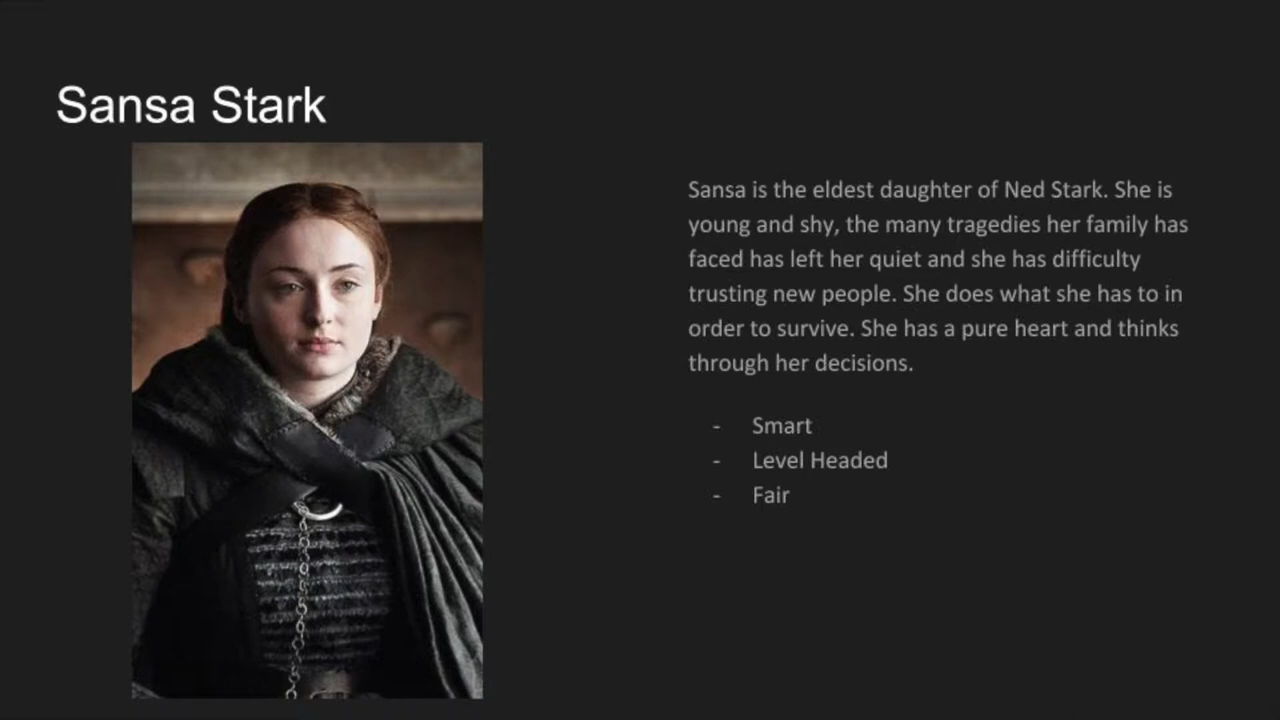 Sansa Stark
Sansa is the eldest daughter of Ned Stark. She is
young and shy, the many tragedies her family has
faced has left her quiet and she has difficulty
trusting new people. She does what she has to in
order to survive. She has a pure heart and thinks
through her decisions.
- Smart
- Level Headed
- Fair